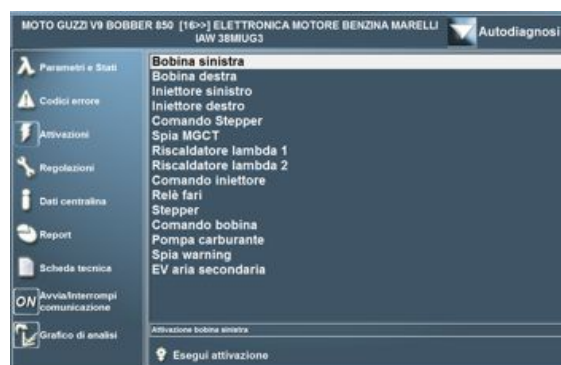 MOTO GUZZI V9 BOBBER 850 [16>>] ELETTRONICA MOTORE BENZINA MARELLI
IAW 38MIUG3
Autodiagnosi
Parametri e Stati
Codici errore
Attivazioni
Regolazioni
Dati centralina
Report
Scheda tecnica
ON Avvia/Interrompi
comunicazione
Grafico di analisi
Bobina sinistra
Bobina destra
Iniettore sinistro
Iniettore destro
Comando Stepper
Spia MGCT
Riscaldatore lambda 1
Riscaldatore lambda 2
Comando iniettore
Relè fari
Stepper
Comando bobina
Pompa carburante
Spia warning
EV aria secondaria
Attivazione bobina sinistra
Esegui attivazione